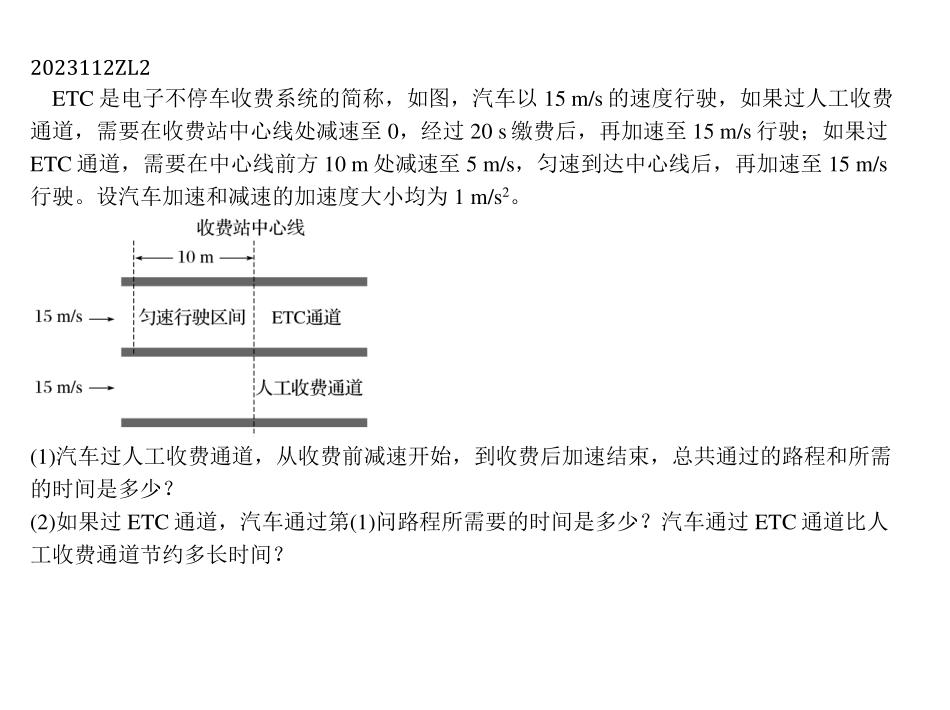 2023112ZL2
ETC 是电子不停车收费系统的简称，如图，汽车以 15 m/s 的速度行驶，如果过人工收费
通道，需要在收费站中心线处减速至 0，经过 20 s 缴费后，再加速至 15 m/s 行驶；如果过
ETC 通道，需要在中心线前方 10 m 处减速至 5 m/s，匀速到达中心线后，再加速至 15 m/s
行驶。设汽车加速和减速的加速度大小均为 1 m/s²。
收费站中心线
10 m
15 m/s
匀速行驶区间
ETC通道
15 m/s
人工收费通道
(1)汽车过人工收费通道，从收费前减速开始，到收费后加速结束，总共通过的路程和所需
的时间是多少？
(2)如果过 ETC 通道，汽车通过第(1)问路程所需要的时间是多少？汽车通过 ETC 通道比人
工收费通道节约多长时间？